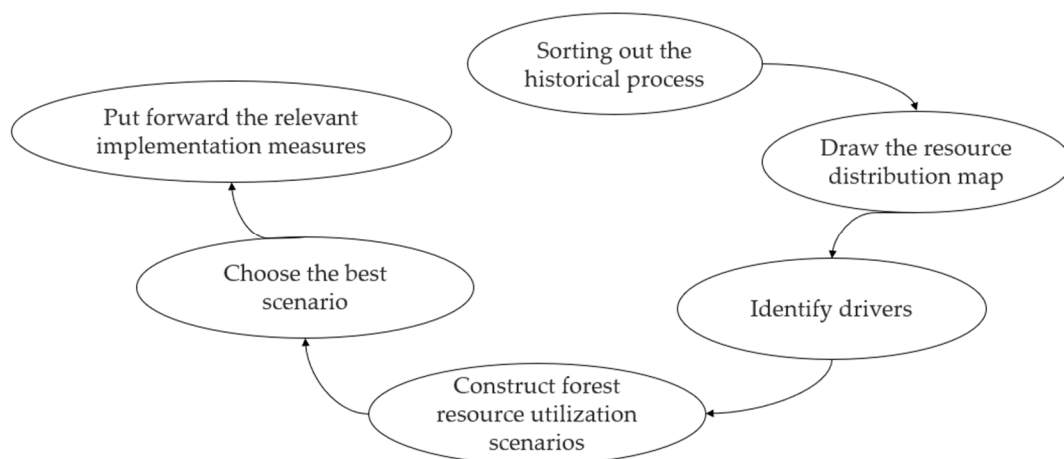 Sorting out the
historical process
Put forward the relevant
implementation measures
Draw the resource
distribution map
Choose the best
scenario
Identify drivers
Construct forest
resource utilization
scenarios